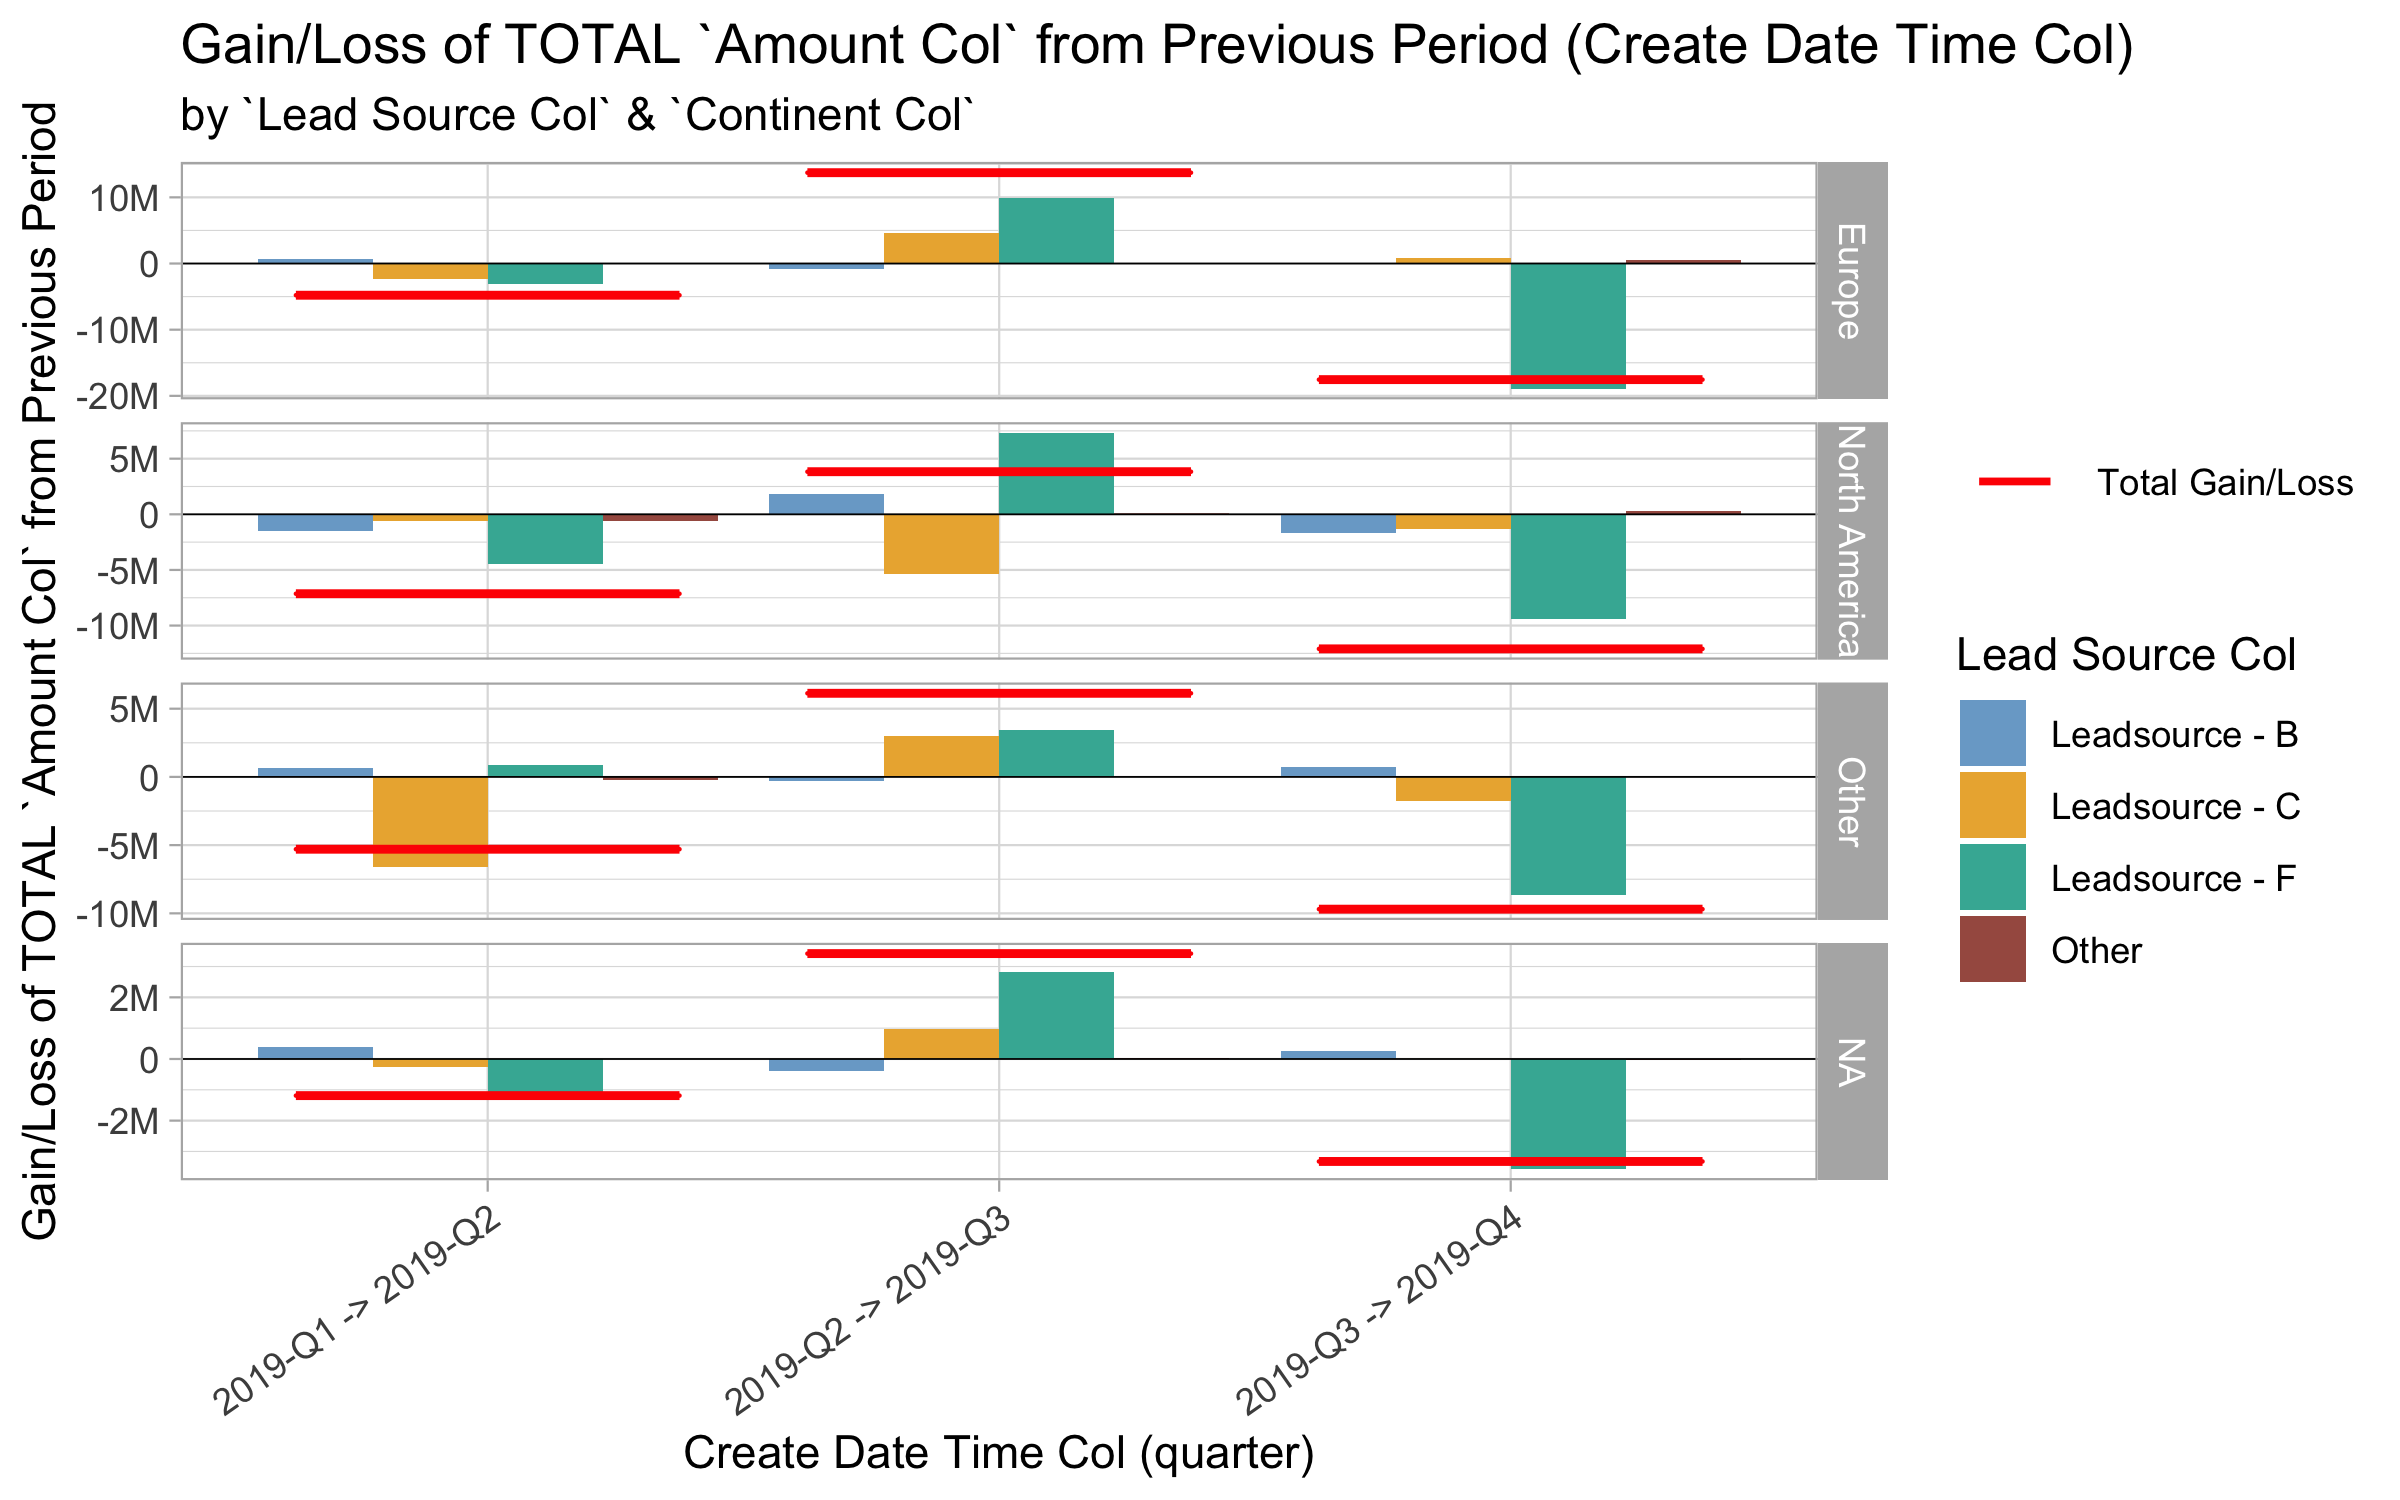 Gain/Loss of TOTAL `Amount Col` from Previous Period (Create Date Time Col)
by `Lead Source Col` & `Continent Col`
Gain/Loss of TOTAL `Amount Col` from Previous Period
10M
0
-10M
-20M
Europe
5M
0
-5M
-10M
North America
5M
0
-5M
-10M
Other
2M
0
-2M
NA
2019-Q1 -> 2019-Q2
2019-Q2 -> 2019-Q3
2019-Q3 -> 2019-Q4
Create Date Time Col (quarter)
Total Gain/Loss
Lead Source Col
Leadsource - B
Leadsource - C
Leadsource - F
Other